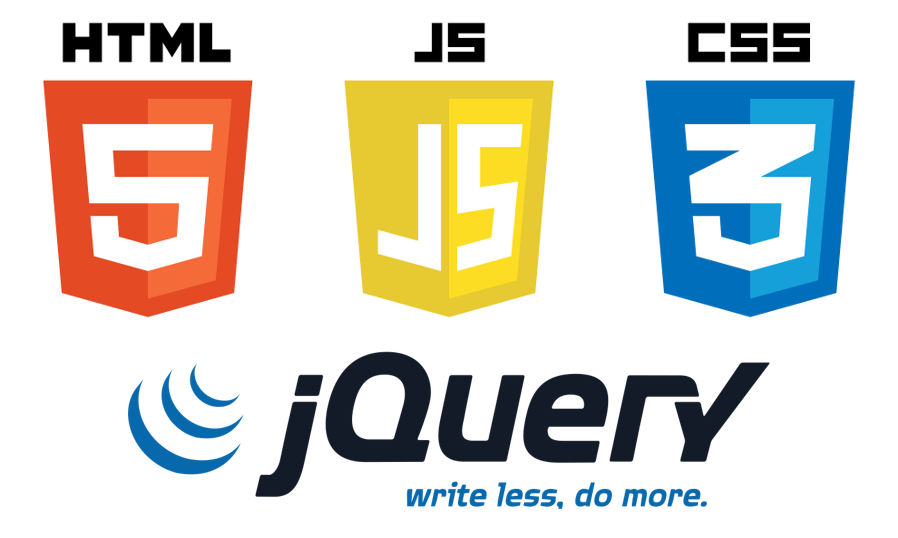 HTML JS CSS
5 JS 3
jQuery
write less, do more.